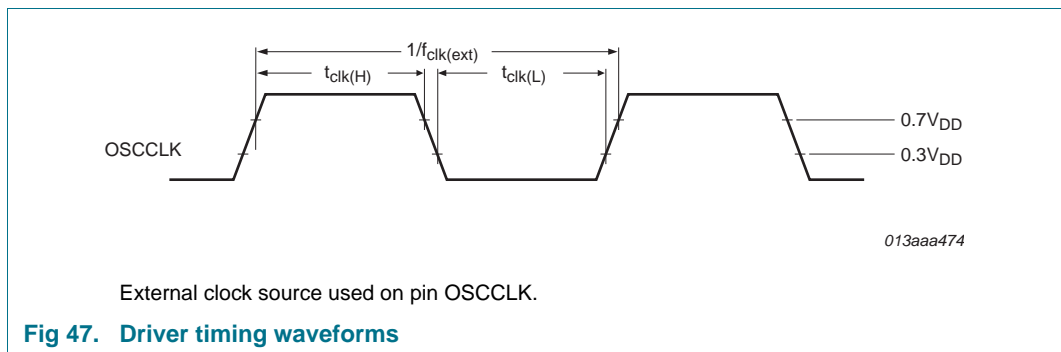 1/fclk(ext)
tclk(H) tclk(L)
0.7VDD
OSCCLK
0.3VDD
013aaa474
External clock source used on pin OSCCLK.
Fig 47. Driver timing waveforms